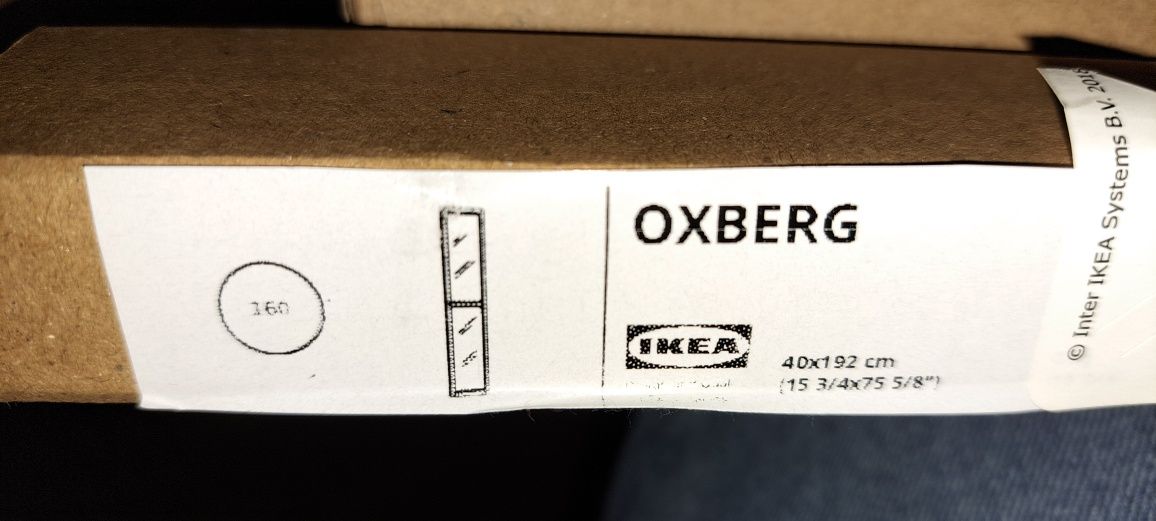 160
OXBERG
IKEA
40x192 cm
(15 3/4x75 5/8")
© Inter IKEA Systems B.V.